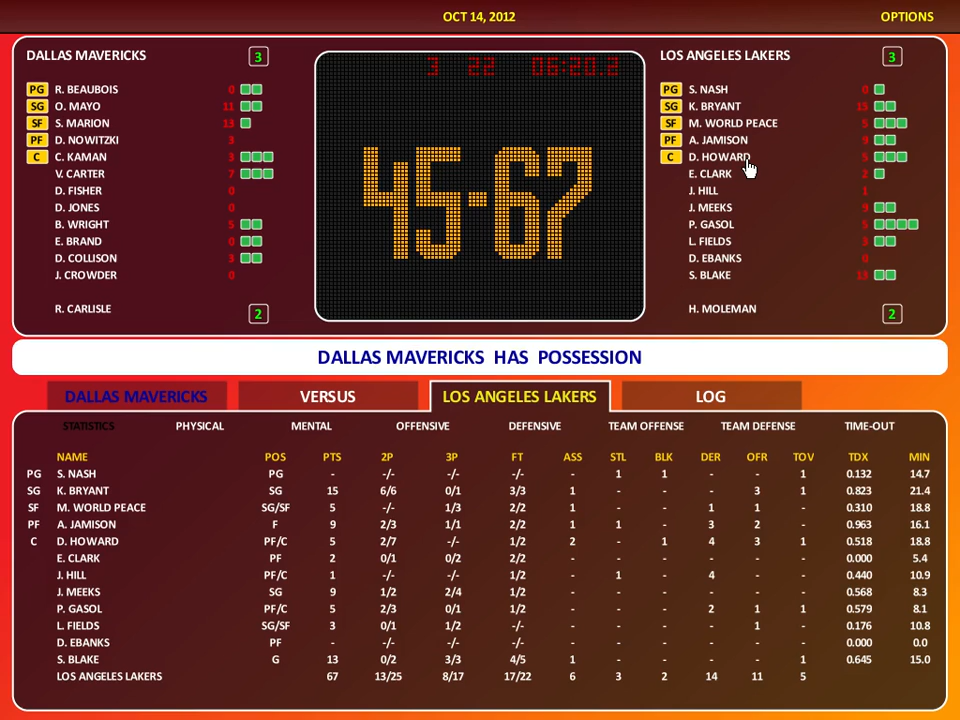 OCT 14, 2012 OPTIONS
DALLAS MAVERICKS 3
PG R. BEAUBOIS 0
SG O. MAYO 11
SF S. MARION 13
PF D. NOWITZKI 3
C C. KAMAN 3
V. CARTER 7
D. FISHER 0
D. JONES 0
B. WRIGHT 5
E. BRAND 0
D. COLLISON 3
J. CROWDER 0
R. CARLISLE 2
3 22 06:20.2
45-67
LOS ANGELES LAKERS 3
PG S. NASH 0
SG K. BRYANT 15
SF M. WORLD PEACE 5
PF A. JAMISON 9
C D. HOWARD 5
E. CLARK 2
J. HILL 1
J. MEEKS 9
P. GASOL 5
L. FIELDS 3
D. EBANKS 0
S. BLAKE 13
H. MOLEMAN 2
DALLAS MAVERICKS HAS POSSESSION
DALLAS MAVERICKS VERSUS LOS ANGELES LAKERS LOG
STATISTICS PHYSICAL MENTAL OFFENSIVE DEFENSIVE TEAM OFFENSE TEAM DEFENSE TIME-OUT
NAME POS PTS 2P 3P FT ASS STL BLK DER OFR TOV TDX MIN
PG S. NASH PG - -/- -/- -/- - 1 1 - - 1 0.132 14.7
SG K. BRYANT SG 15 6/6 0/1 3/3 1 - - - 3 1 0.823 21.4
SF M. WORLD PEACE SG/SF 5 -/- 1/3 2/2 1 - - 1 1 - 0.310 18.8
PF A. JAMISON F 9 2/3 1/1 2/2 1 1 - 3 2 - 0.963 16.1
C D. HOWARD PF/C 5 2/7 -/- 1/2 2 - 1 4 3 1 0.518 18.8
E. CLARK PF 2 0/1 0/2 2/2 - - - - - - 0.000 5.4
J. HILL PF/C 1 -/- -/- 1/2 - 1 - 4 - - 0.440 10.9
J. MEEKS SG 9 1/2 2/4 1/2 - - - - - - 0.568 8.3
P. GASOL PF/C 5 2/3 0/1 1/2 - - - 2 1 1 0.579 8.1
L. FIELDS SG/SF 3 0/1 1/2 -/- - - - - 1 - 0.176 10.8
D. EBANKS PF - -/- -/- -/- - - - - - - 0.000 0.0
S. BLAKE G 13 0/2 3/3 4/5 1 - - - - 1 0.645 15.0
LOS ANGELES LAKERS 67 13/25 8/17 17/22 6 3 2 14 11 5